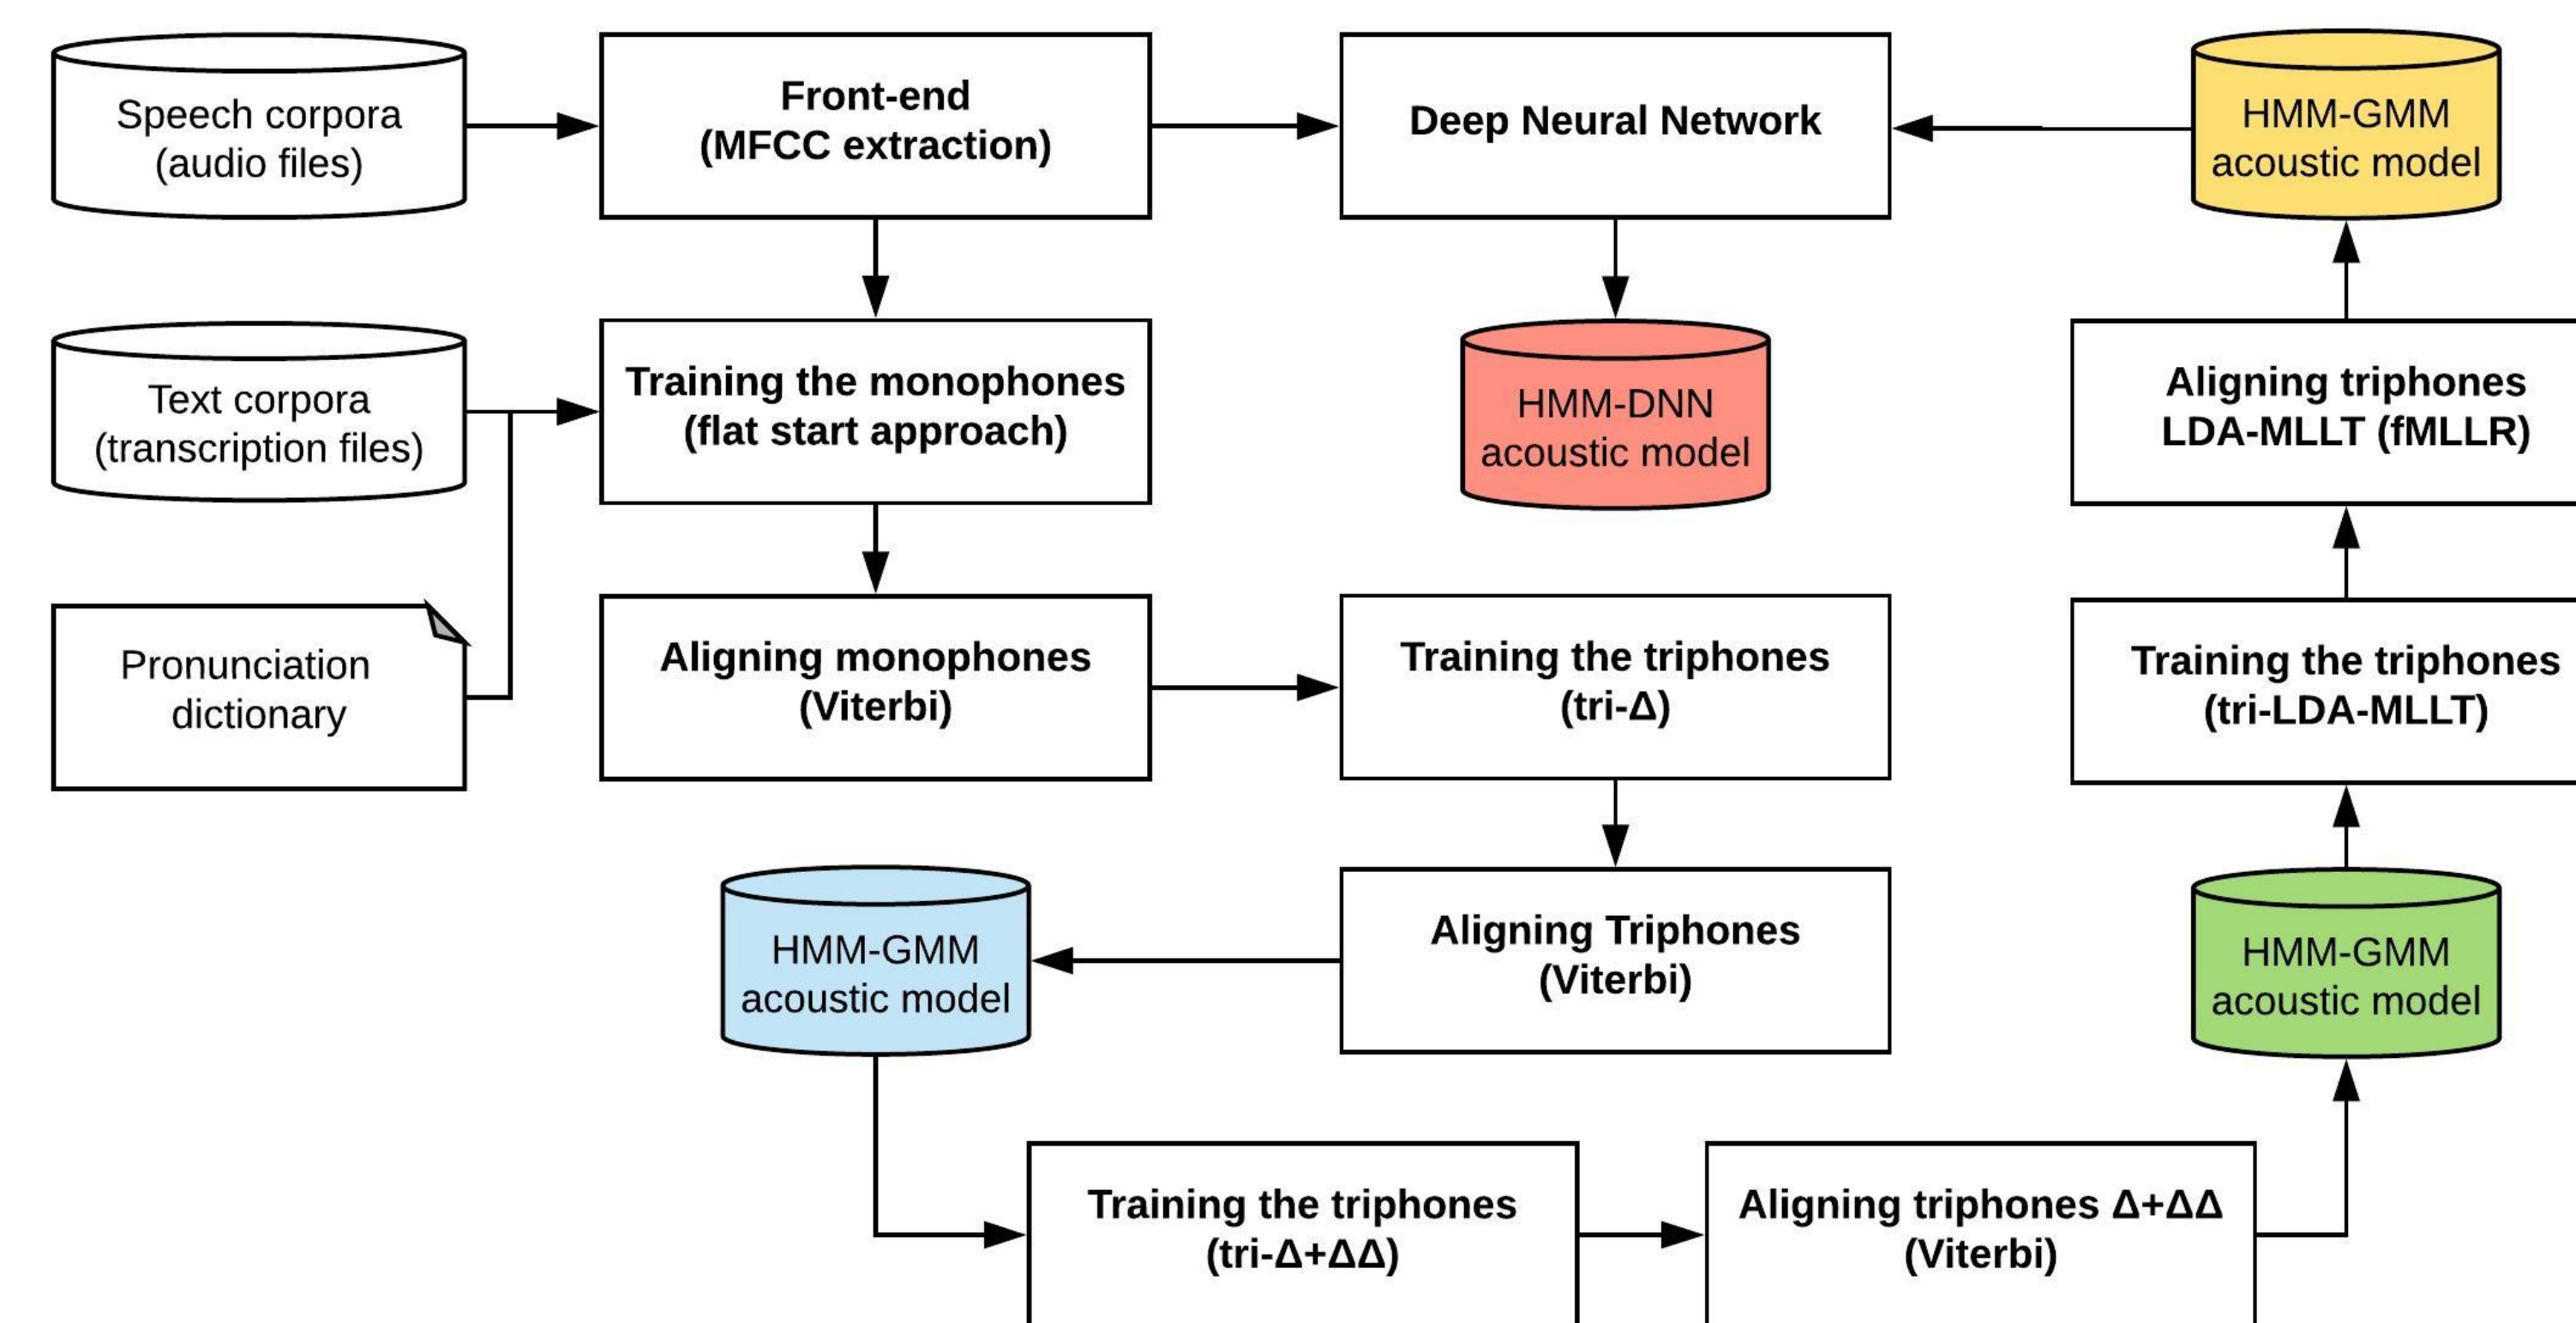 Speech corpora
(audio files)
Front-end
(MFCC extraction)
Deep Neural Network
HMM-GMM
acoustic model
Text corpora
(transcription files)
Training the monophones
(flat start approach)
HMM-DNN
acoustic model
Aligning triphones
LDA-MLLT (fMLLR)
Pronunciation
dictionary
Aligning monophones
(Viterbi)
Training the triphones
(tri-Δ)
Training the triphones
(tri-LDA-MLLT)
HMM-GMM
acoustic model
Aligning Triphones
(Viterbi)
HMM-GMM
acoustic model
Training the triphones
(tri-Δ+ΔΔ)
Aligning triphones Δ+ΔΔ
(Viterbi)